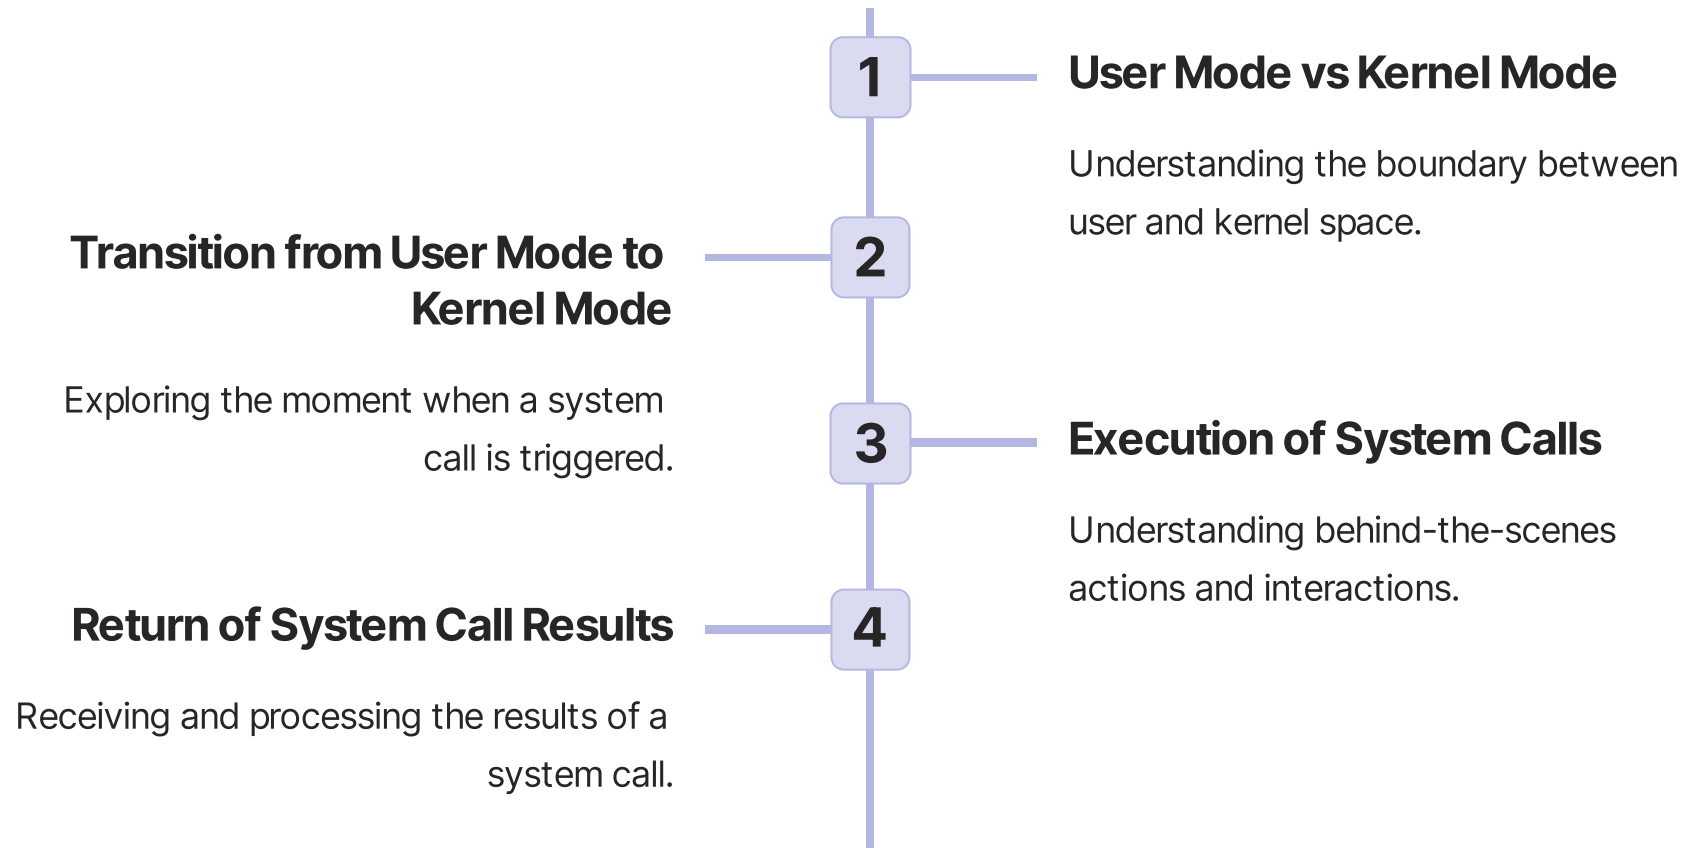 1
User Mode vs Kernel Mode
Understanding the boundary between
user and kernel space.
2
Transition from User Mode to
Kernel Mode
Exploring the moment when a system
call is triggered.
3
Execution of System Calls
Understanding behind-the-scenes
actions and interactions.
4
Return of System Call Results
Receiving and processing the results of a
system call.